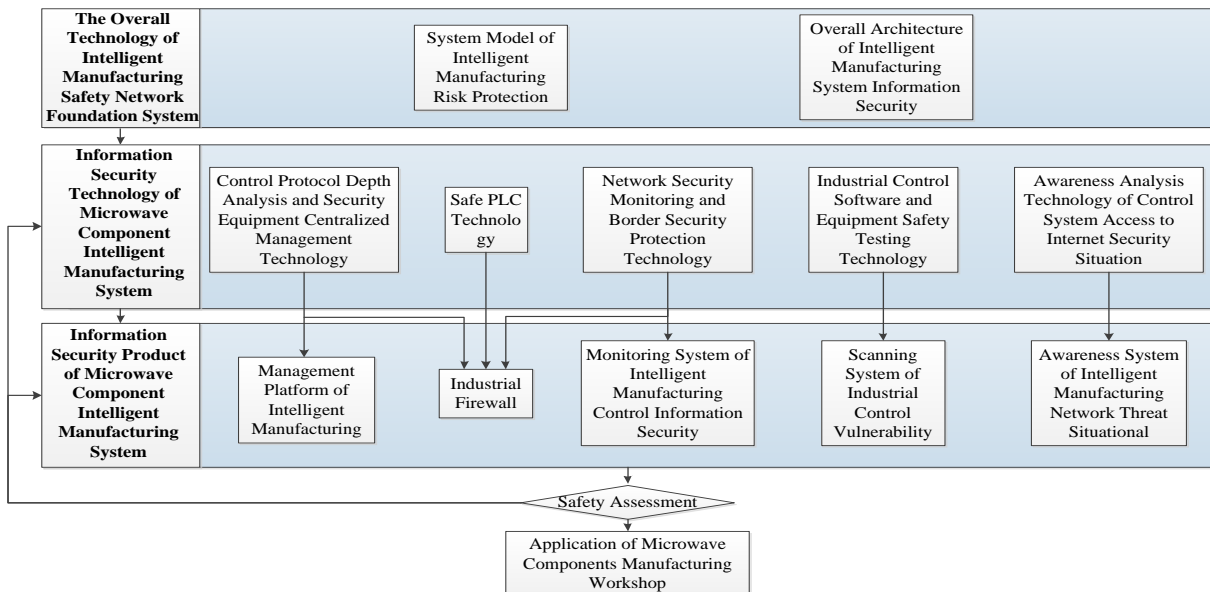 The Overall
Technology of
Intelligent
Manufacturing
Safety Network
Foundation System
System Model of
Intelligent
Manufacturing
Risk Protection
Overall Architecture
of Intelligent
Manufacturing
System Information
Security
Information
Security
Technology of
Microwave
Component
Intelligent
Manufacturing
System
Control Protocol Depth
Analysis and Security
Equipment Centralized
Management
Technology
Safe PLC
Technolo
gy
Network Security
Monitoring and
Border Security
Protection
Technology
Industrial Control
Software and
Equipment Safety
Testing
Technology
Awareness Analysis
Technology of Control
System Access to
Internet Security
Situation
Information
Security Product
of Microwave
Component
Intelligent
Manufacturing
System
Management
Platform of
Intelligent
Manufacturing
Industrial
Firewall
Monitoring System of
Intelligent
Manufacturing
Control Information
Security
Scanning
System of
Industrial
Control
Vulnerability
Awareness System
of Intelligent
Manufacturing
Network Threat
Situational
Safety Assessment
Application of Microwave
Components Manufacturing
Workshop